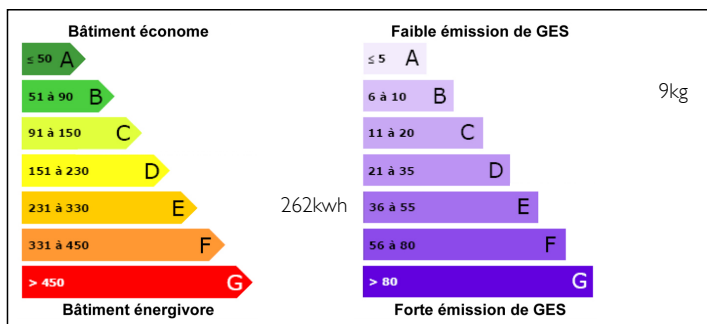 Bâtiment économe
≤ 50 A
51 à 90 B
91 à 150 C
151 à 230 D
231 à 330 E
262kwh
331 à 450 F
> 450 G
Bâtiment énergivore
Faible émission de GES
≤ 5 A
6 à 10 B
9kg
11 à 20 C
21 à 35 D
36 à 55 E
56 à 80 F
> 80 G
Forte émission de GES